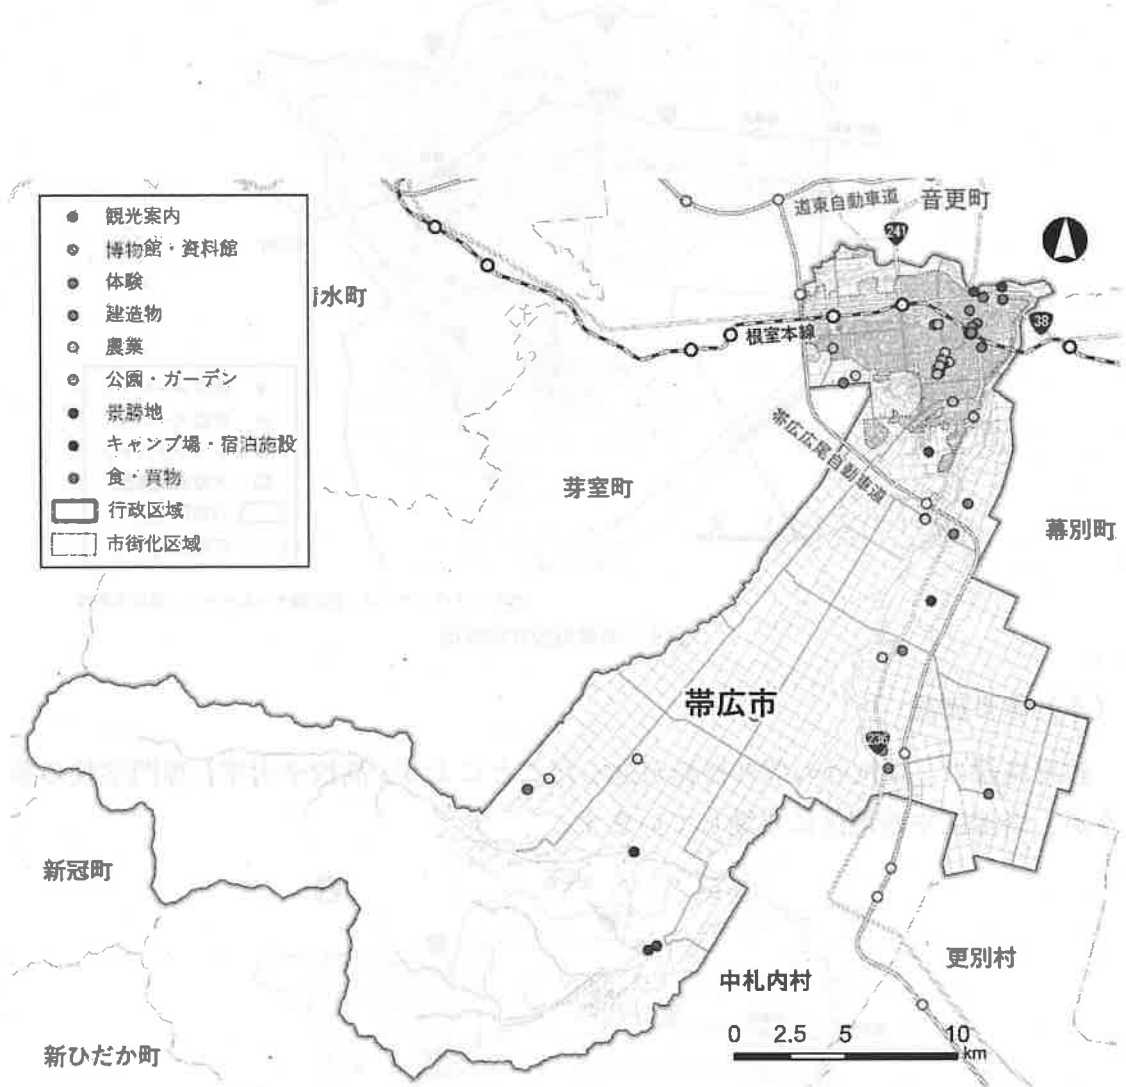 観光案内
博物館・資料館
体験
建造物
農業
公園・ガーデン
景勝地
キャンプ場・宿泊施設
食・買物
行政区域
市街化区域
水町
道東自動車道
音更町
241
38
根室本線
帯広広尾自動車道
芽室町
幕別町
帯広市
236
新冠町
更別村
中札内村
新ひだか町
0 2.5 5 10
km